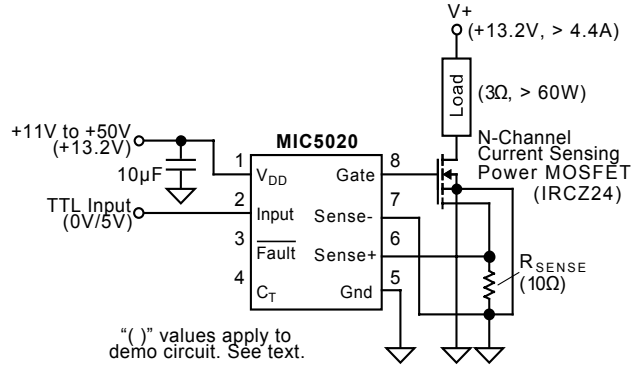 V+
(+13.2V, > 4.4A)
Load
(3Ω, > 60W)
N-Channel
Current Sensing
Power MOSFET
(IRCZ24)
+11V to +50V
(+13.2V)
10µF
TTL Input
(0V/5V)
MIC5020
1 VDD Gate 8
2 Input Sense- 7
3 Fault Sense+ 6
4 CT Gnd 5
RSENSE
(10Ω)
“( )” values apply to
demo circuit. See text.